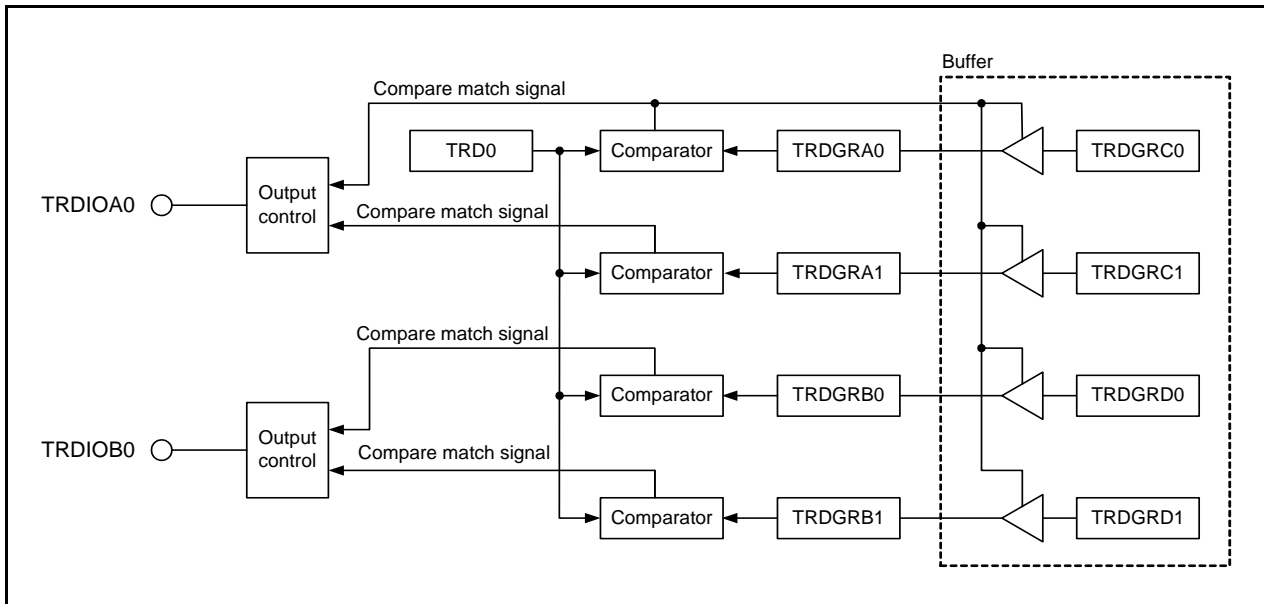 Buffer
Compare match signal
TRD0
Comparator
TRDGRA0
TRDGRC0
Output
control
TRDIOA0
Compare match signal
Comparator
TRDGRA1
TRDGRC1
Compare match signal
Comparator
TRDGRB0
TRDGRD0
Output
control
TRDIOB0
Compare match signal
Comparator
TRDGRB1
TRDGRD1